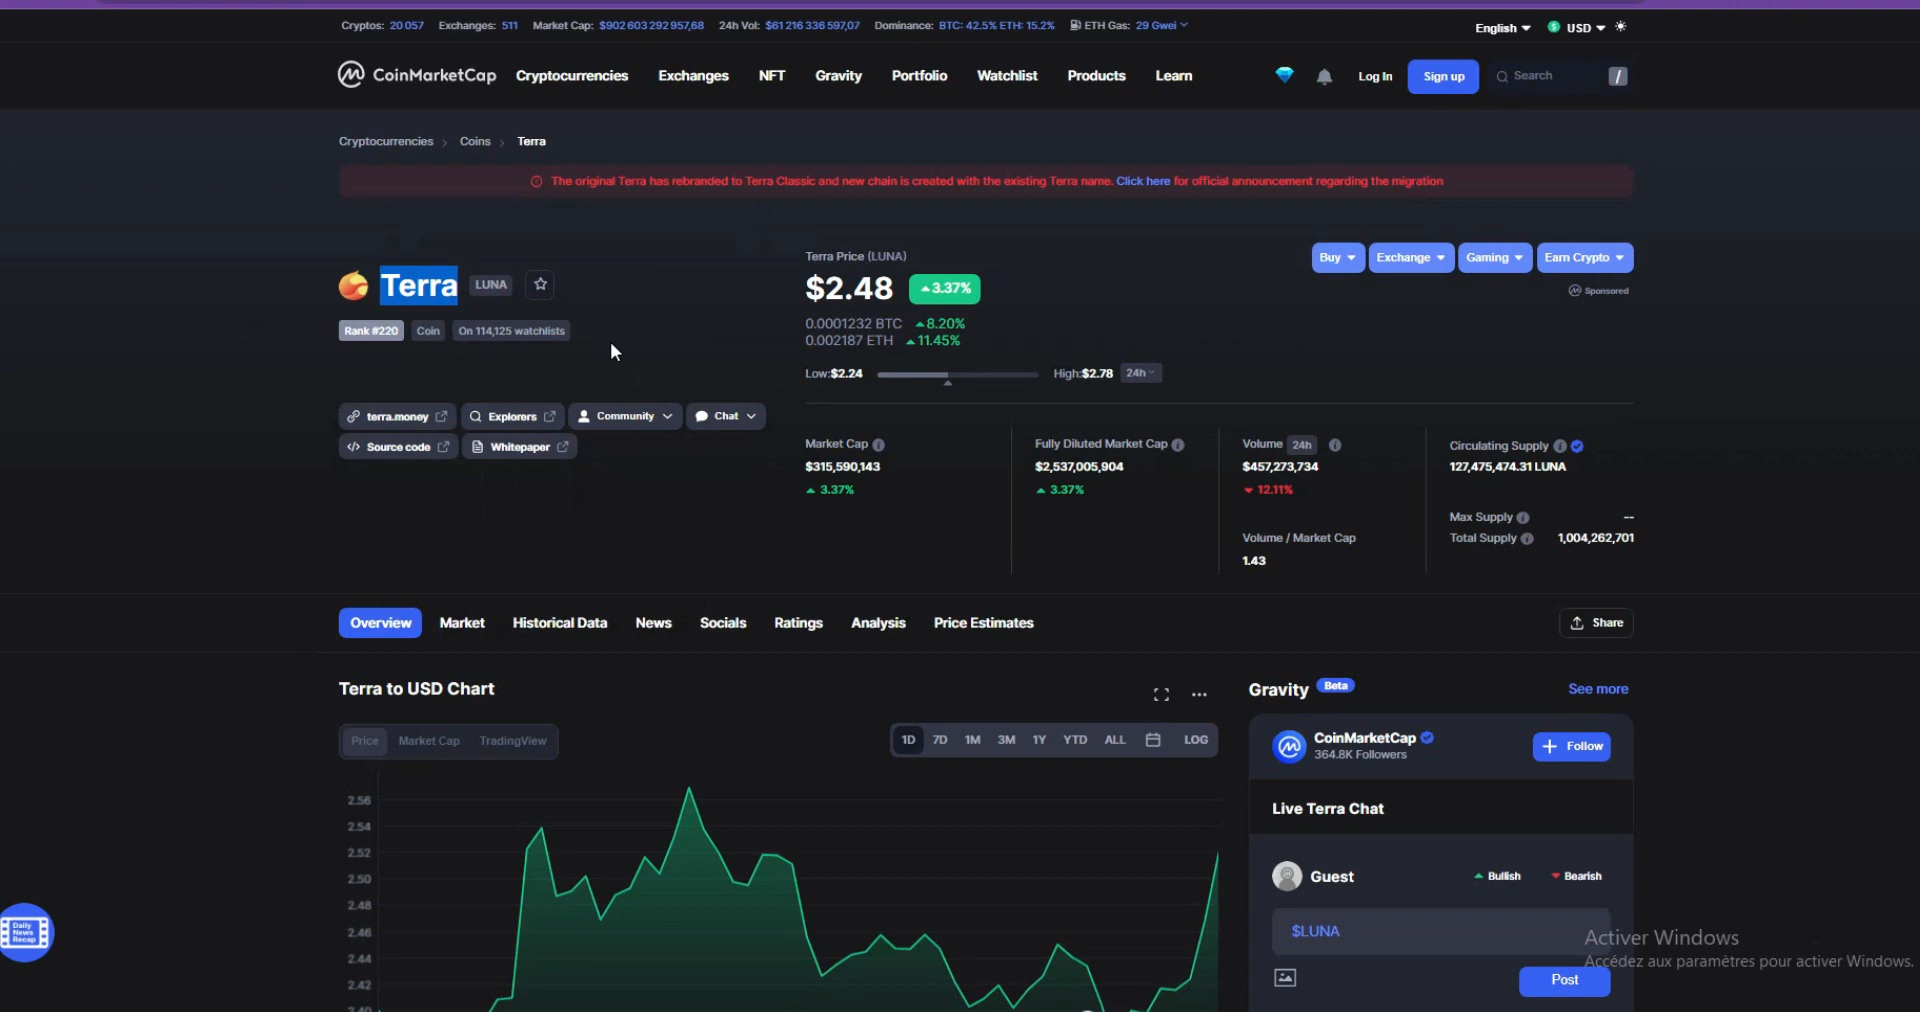 Cryptos: 20 057 Exchanges: 511 Market Cap: $902 603 292 957,68 24h Vol: $61 216 336 597,07 Dominance: BTC: 42.5% ETH: 15.2% ETH Gas: 29 Gwei
English USD
CoinMarketCap Cryptocurrencies Exchanges NFT Gravity Portfolio Watchlist Products Learn Log In Sign up Search /
Cryptocurrencies Coins Terra
The original Terra has rebranded to Terra Classic and new chain is created with the existing Terra name. Click here for official announcement regarding the migration
Terra LUNA
Rank #220 Coin On 114,125 watchlists
terra.money Explorers Community Chat
Source code Whitepaper
Terra Price (LUNA)
$2.48 3.37%
0.0001232 BTC 8.20%
0.002187 ETH 11.45%
Low:$2.24 High:$2.78 24h
Buy Exchange Gaming Earn Crypto
Sponsored
Market Cap
$315,590,143
3.37%
Fully Diluted Market Cap
$2,537,005,904
3.37%
Volume 24h
$457,273,734
12.11%
Volume / Market Cap
1.43
Circulating Supply
127,475,474.31 LUNA
Max Supply --
Total Supply 1,004,262,701
Overview Market Historical Data News Socials Ratings Analysis Price Estimates Share
Terra to USD Chart
Price Market Cap TradingView
1D 7D 1M 3M 1Y YTD ALL LOG
2.56
2.54
2.52
2.50
2.48
2.46
2.44
2.42
2.40
Gravity Beta See more
CoinMarketCap
364.8K Followers
Follow
Live Terra Chat
Guest Bullish Bearish
$LUNA
Post
Daily
News
Recap
Activer Windows
Accédez aux paramètres pour activer Windows.